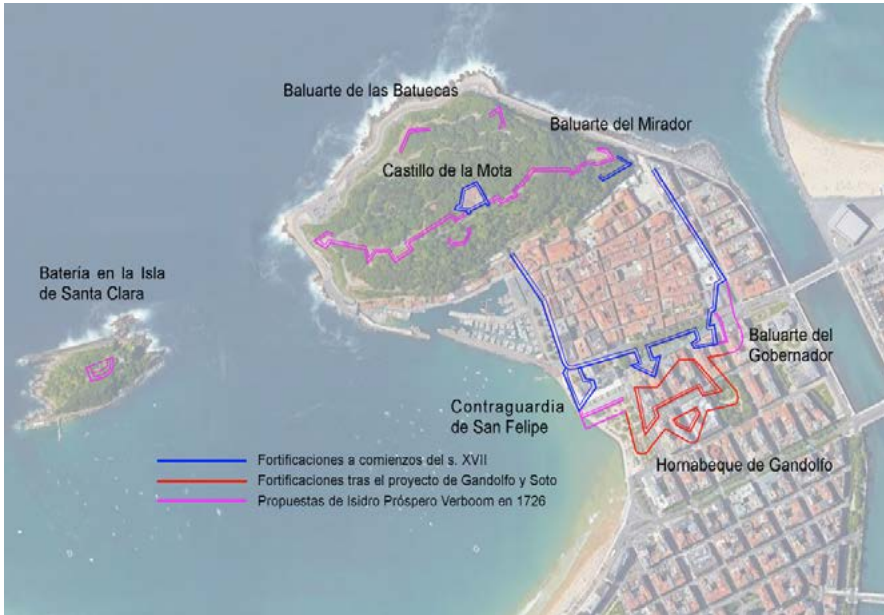 Baluarte de las Batuecas
Baluarte del Mirador
Castillo de la Mota
Batería en la Isla
de Santa Clara
Baluarte del
Gobernador
Contraguardia
de San Felipe
Hornabeque de Gandolfo
Fortificaciones a comienzos del s. XVII
Fortificaciones tras el proyecto de Gandolfo y Soto
Propuestas de Isidro Próspero Verboom en 1726